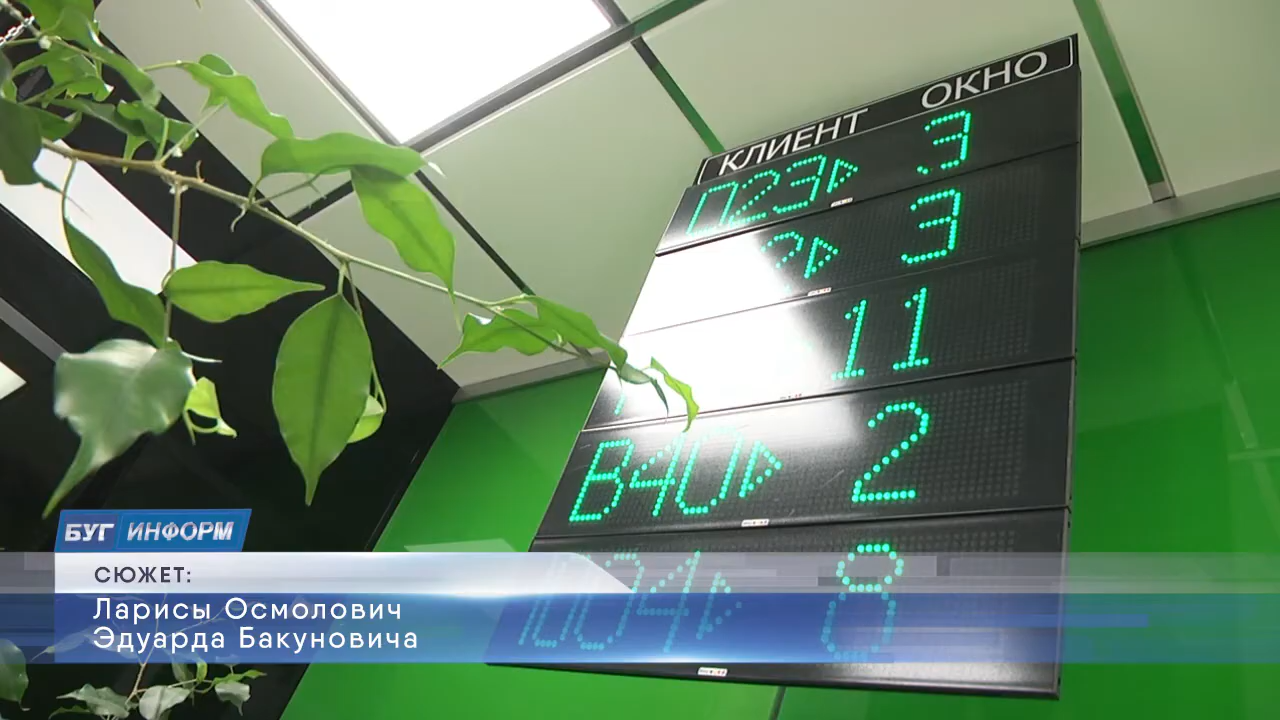 КЛИЕНТ ОКНО
П23 3
3
11
В40 2
8
БУГ ИНФОРМ
СЮЖЕТ:
Ларисы Осмолович
Эдуарда Бакуновича